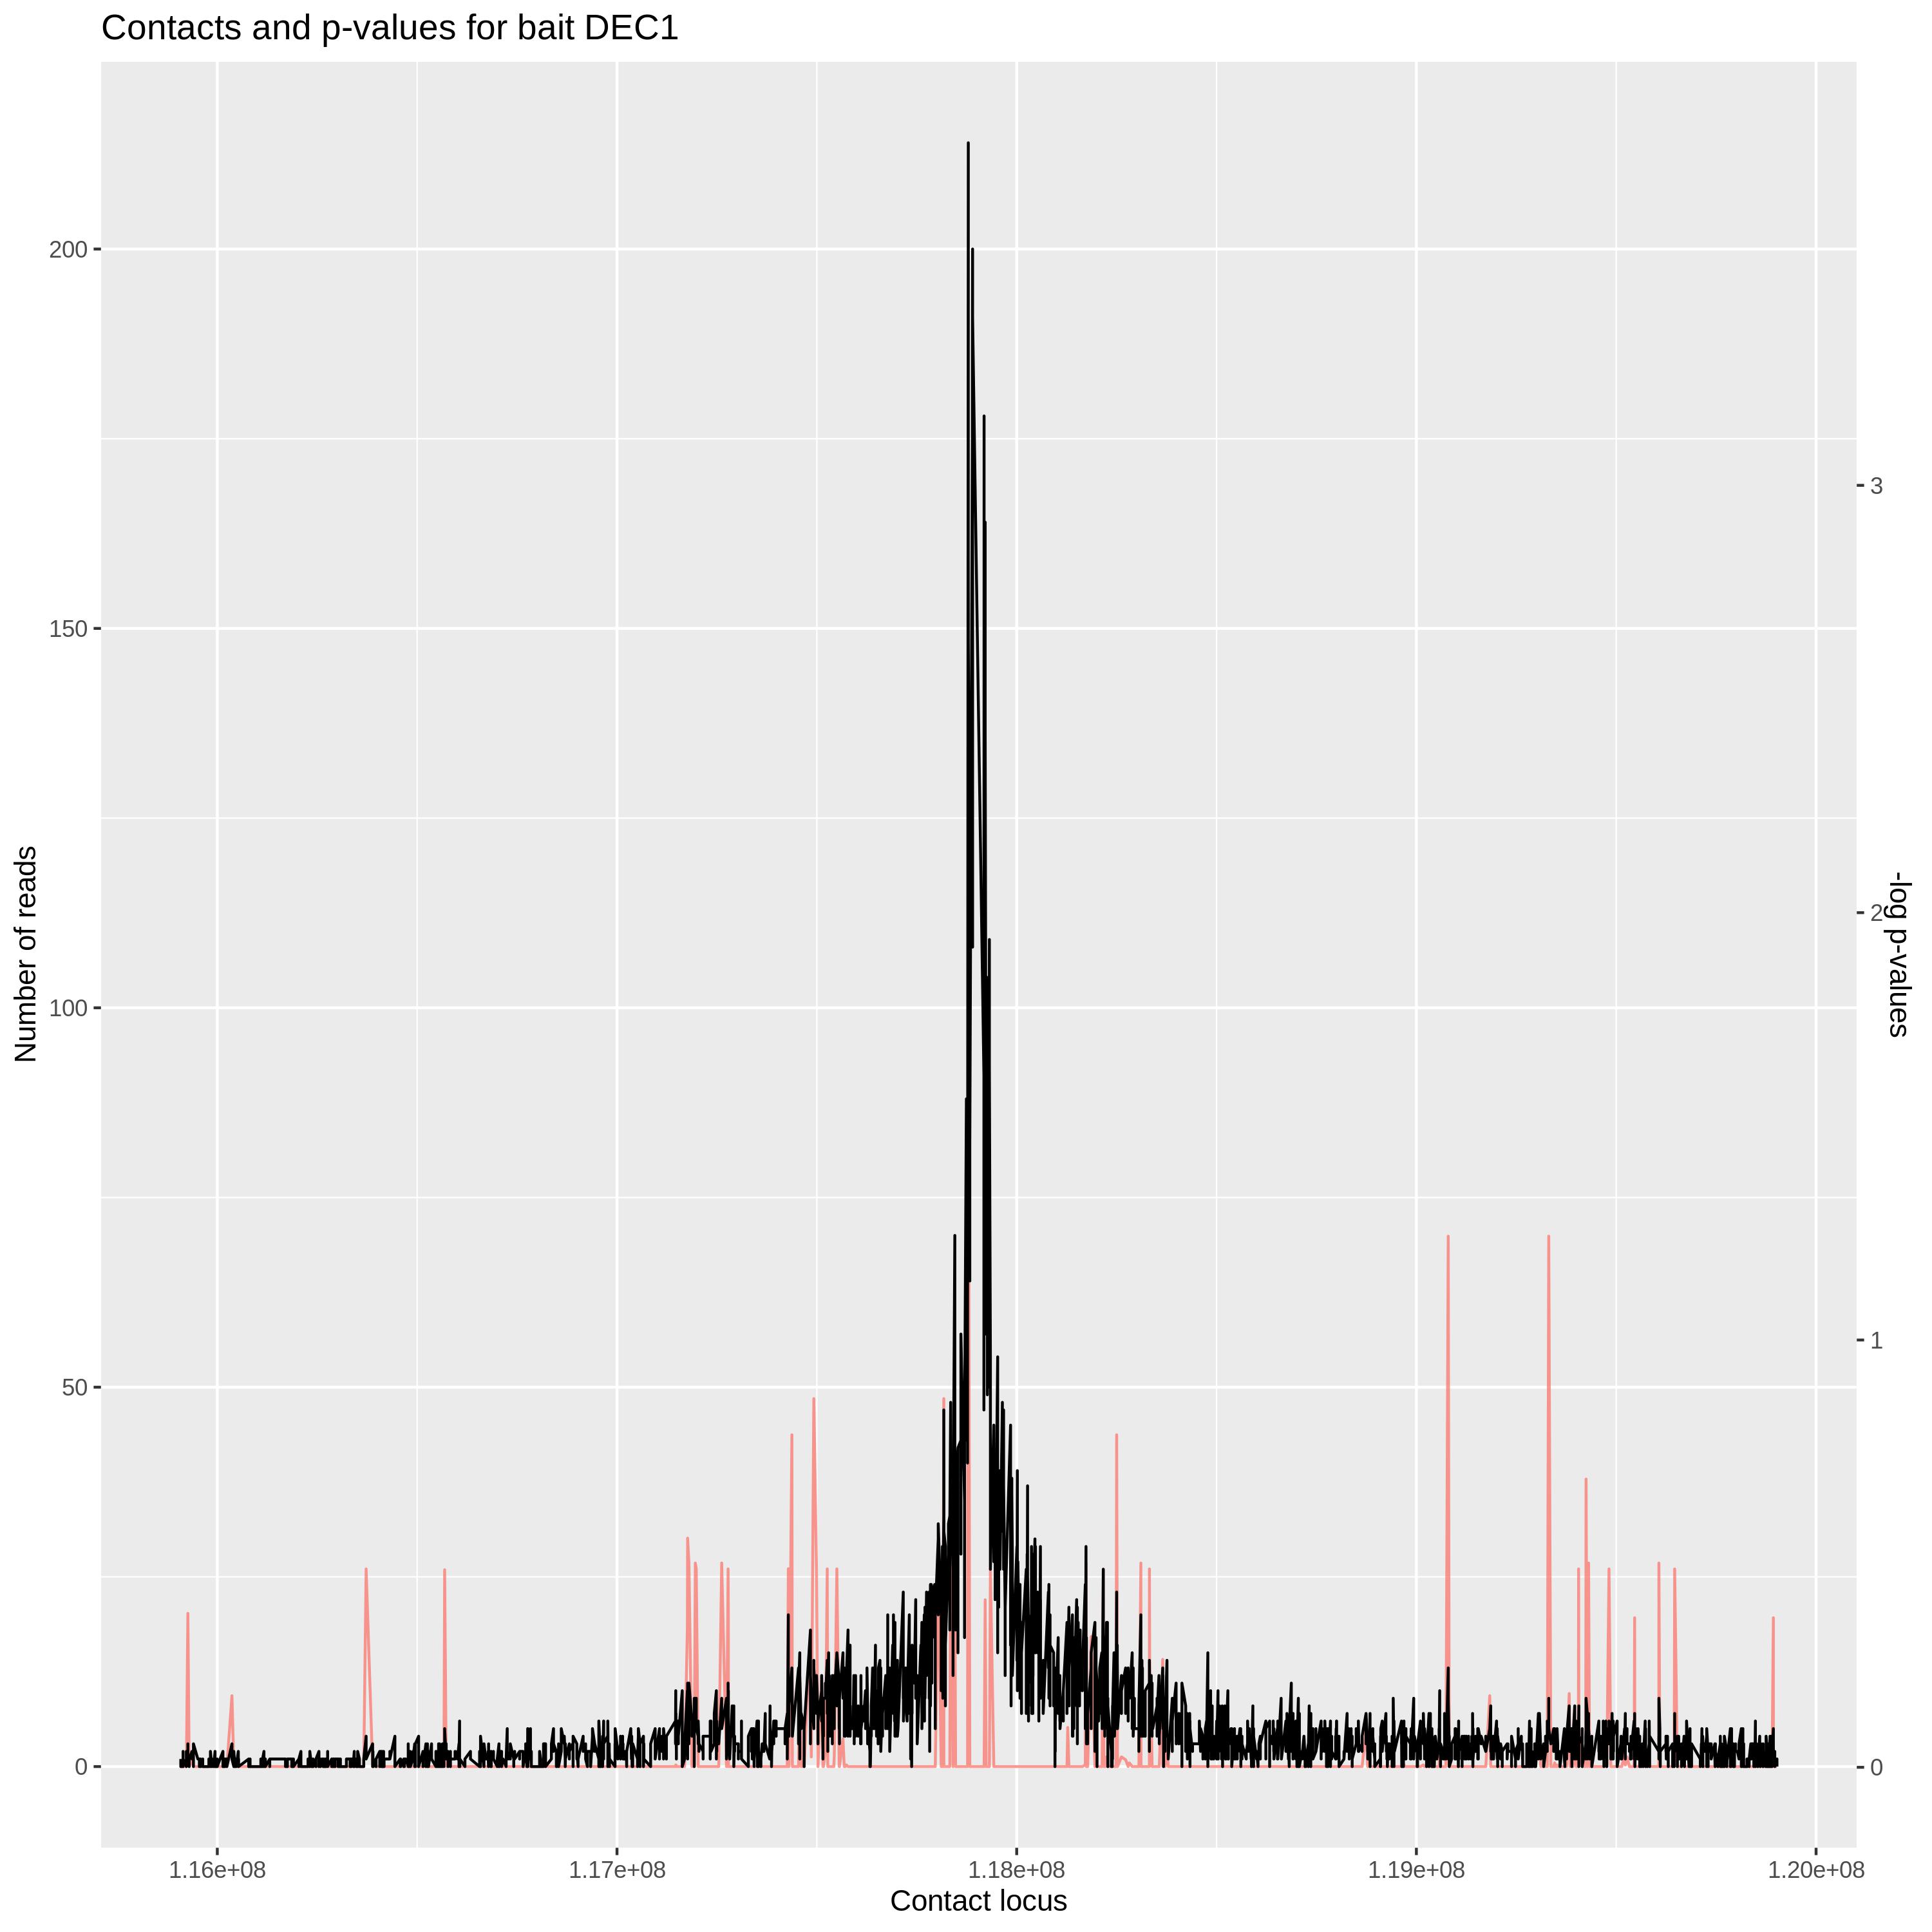 Contacts and p-values for bait DEC1
Number of reads
200
150
100
50
0
3
2
1
0
-log p-values
1.16e+08
1.17e+08
1.18e+08
1.19e+08
1.20e+08
Contact locus